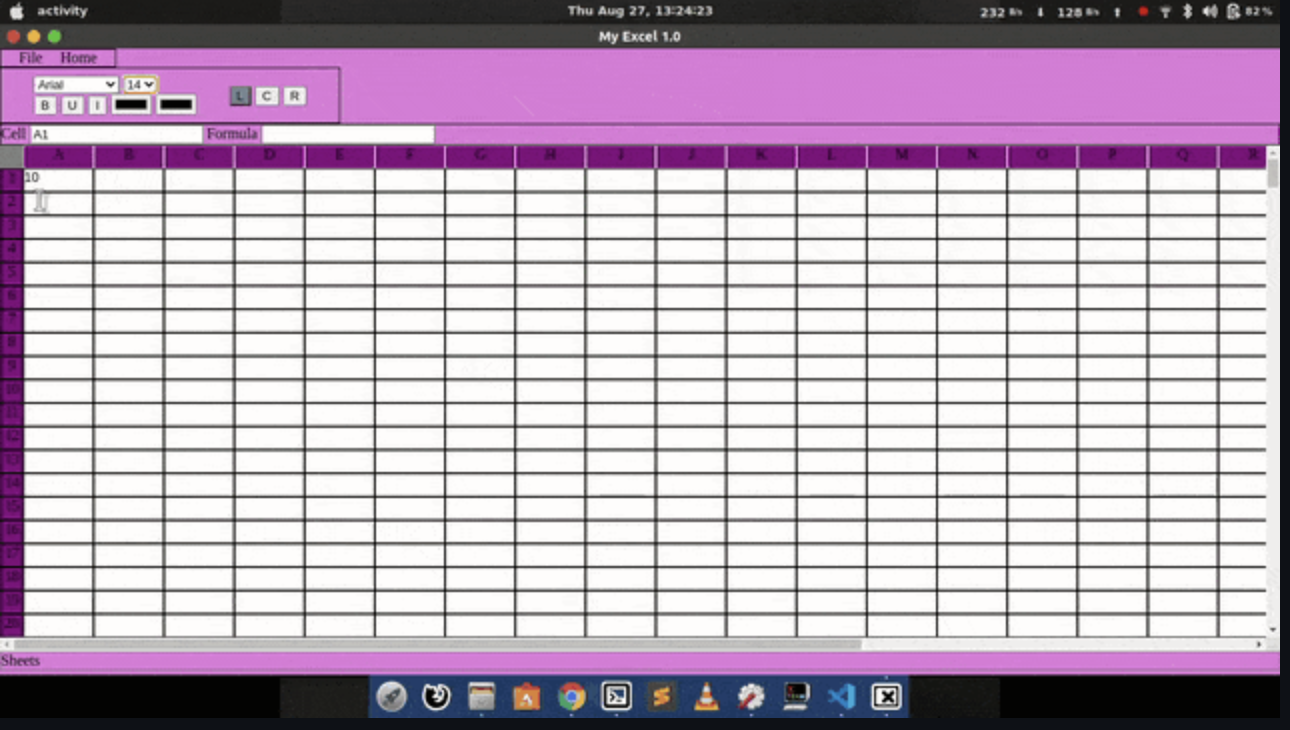 activity Thu Aug 27, 13:24:23 232 B/s ⬇ 128 B/s ⬆ 82%
My Excel 1.0
File Home
Arial 14
B U I L C R
Cell A1 Formula
A B C D E F G H I J K L M N O P Q R
1 10
2
3
4
5
6
7
8
9
10
11
12
13
14
15
16
17
18
19
20
Sheets